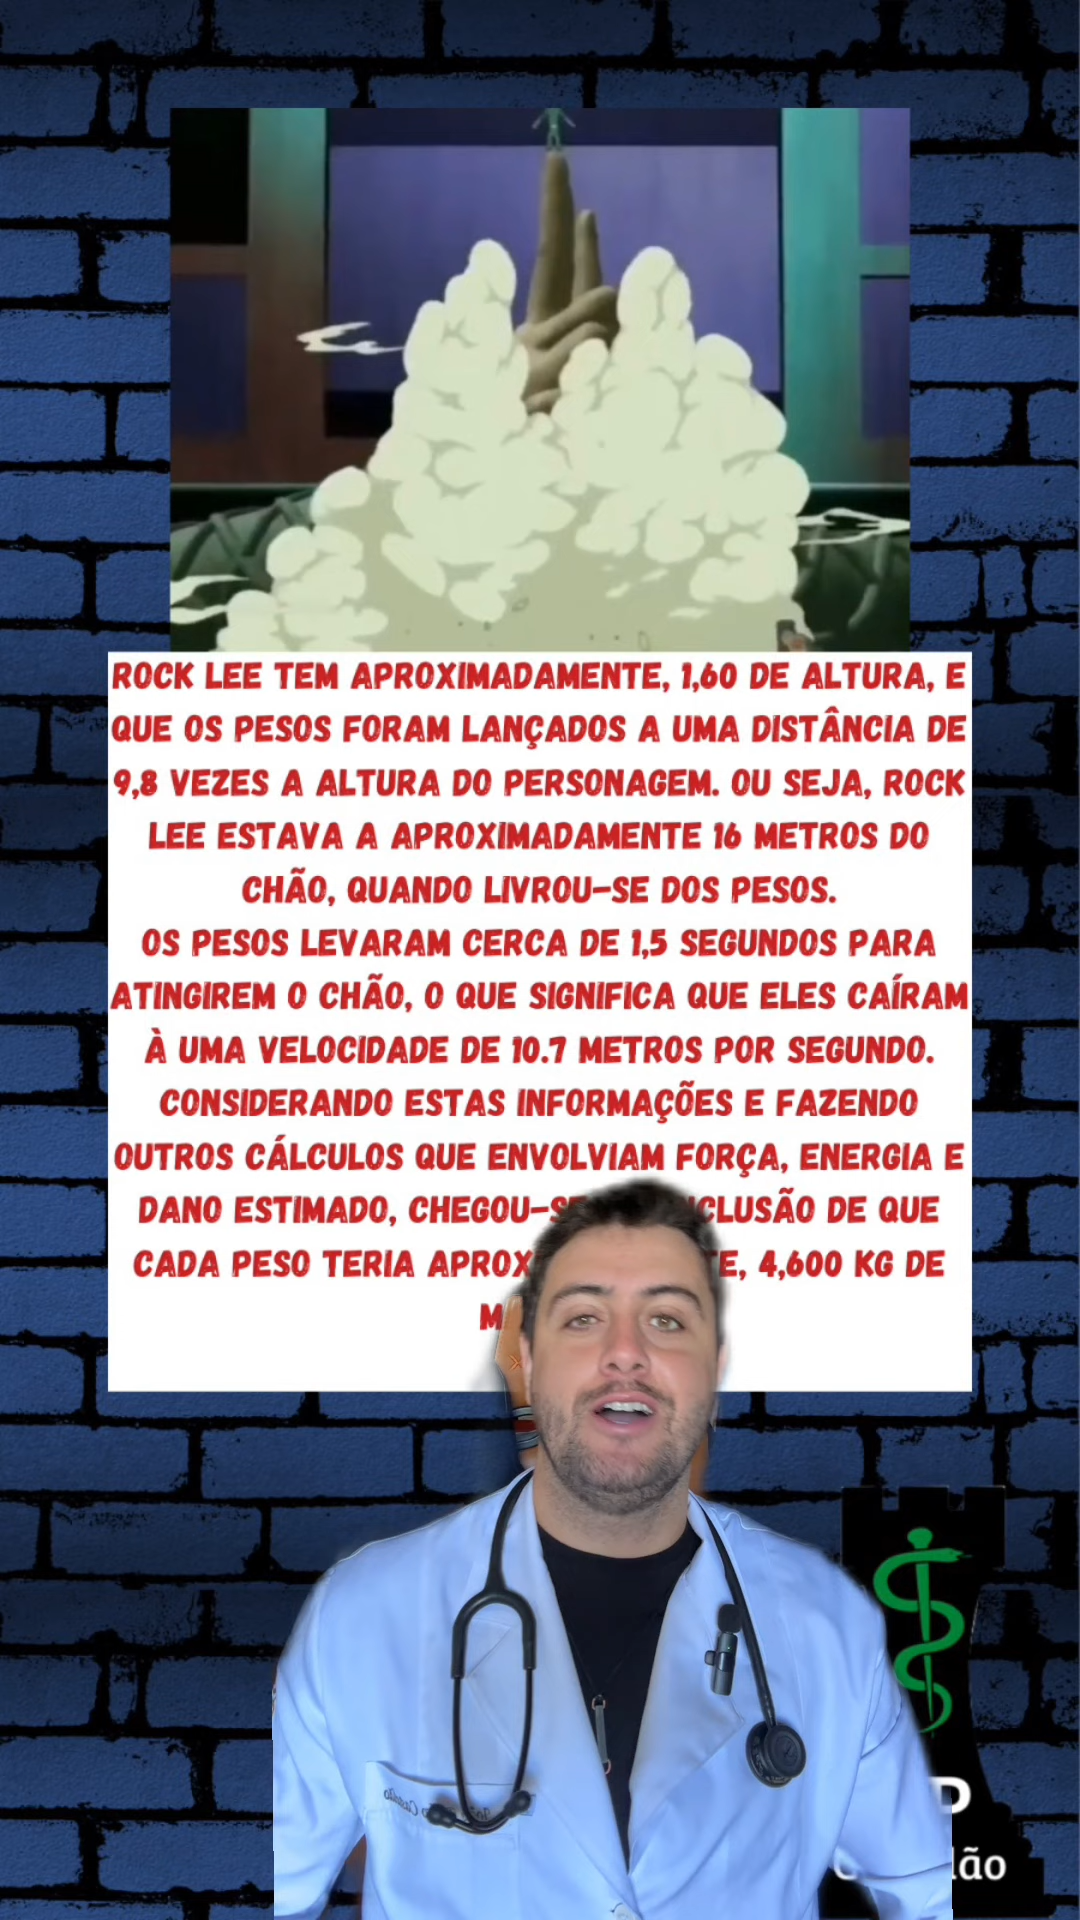 ROCK LEE TEM APROXIMADAMENTE, 1,60 DE ALTURA, E
QUE OS PESOS FORAM LANÇADOS A UMA DISTÂNCIA DE
9,8 VEZES A ALTURA DO PERSONAGEM. OU SEJA, ROCK
LEE ESTAVA A APROXIMADAMENTE 16 METROS DO
CHÃO, QUANDO LIVROU-SE DOS PESOS.
OS PESOS LEVARAM CERCA DE 1,5 SEGUNDOS PARA
ATINGIREM O CHÃO, O QUE SIGNIFICA QUE ELES CAÍRAM
À UMA VELOCIDADE DE 10.7 METROS POR SEGUNDO.
CONSIDERANDO ESTAS INFORMAÇÕES E FAZENDO
OUTROS CÁLCULOS QUE ENVOLVIAM FORÇA, ENERGIA E
DANO ESTIMADO, CHEGOU-S CLUSÃO DE QUE
CADA PESO TERIA APROX E, 4,600 KG DE
M
P
lão